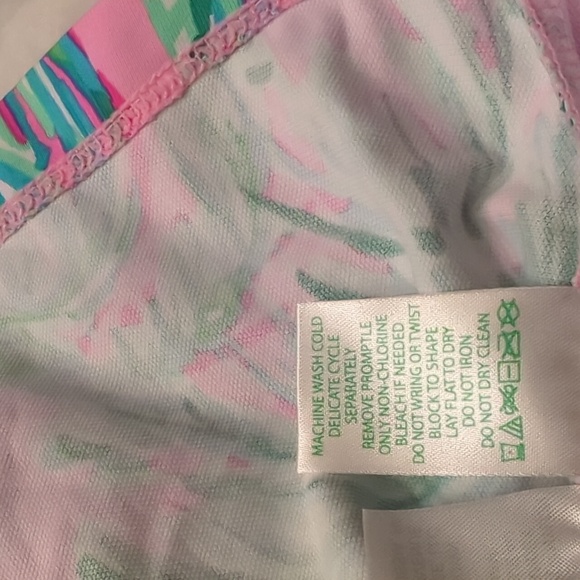 MACHINE WASH COLD
DELICATE CYCLE
SEPARATELY
REMOVE PROMPTLE
ONLY NON-CHLORINE
BLEACH IF NEEDED
DO NOT WRING OR TWIST
BLOCK TO SHAPE
LAY FLAT TO DRY
DO NOT IRON
DO NOT DRY CLEAN